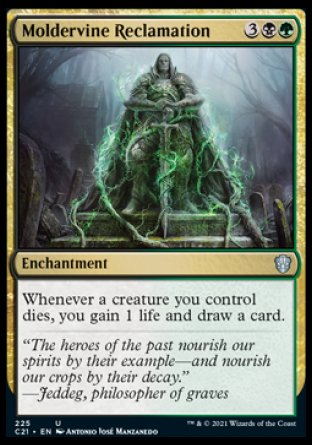 Moldervine Reclamation 3
Enchantment
Whenever a creature you control
dies, you gain 1 life and draw a card.
“The heroes of the past nourish our
spirits by their example—and nourish
our crops by their decay.”
—Jeddeg, philosopher of graves
225 U
C21 • EN Antonio José Manzanedo
™ & © 2021 Wizards of the Coast